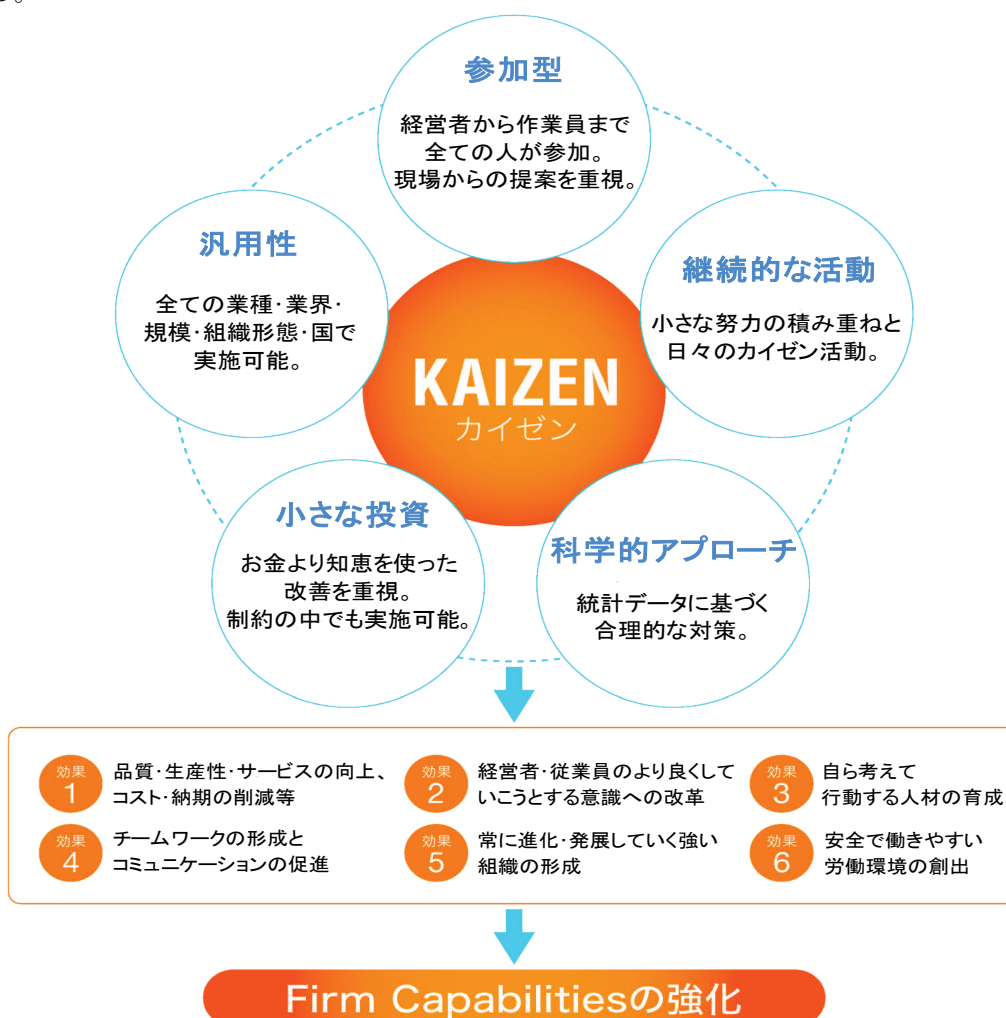 る。
参加型
経営者から作業員まで
全ての人が参加。
現場からの提案を重視。
汎用性
全ての業種・業界・
規模・組織形態・国で
実施可能。
継続的な活動
小さな努力の積み重ねと
日々のカイゼン活動。
KAIZEN
カイゼン
小さな投資
お金より知恵を使った
改善を重視。
制約の中でも実施可能。
科学的アプローチ
統計データに基づく
合理的な対策。
効果
1
品質・生産性・サービスの向上、
コスト・納期の削減等
効果
2
経営者・従業員のより良くして
いこうとする意識への改革
効果
3
自ら考えて
行動する人材の育成
効果
4
チームワークの形成と
コミュニケーションの促進
効果
5
常に進化・発展していく強い
組織の形成
効果
6
安全で働きやすい
労働環境の創出
Firm Capabilitiesの強化